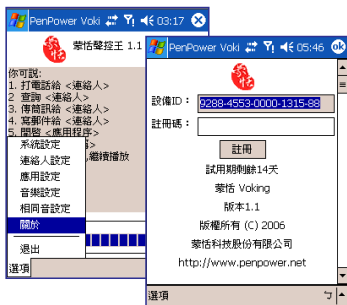 PenPower Voki 03:17
蒙恬聲控王 1.1
你可說:
1. 打電話給 <連絡人>
2 查詢 <連絡人>
3. 傳簡訊給 <連絡人>
4. 寫郵件給 <連絡人>
5. 開啟 <應用程序>
,繼續播放
系統設定
連絡人設定
應用設定
音樂設定
相同音設定
關於
退出
選項
PenPower Voki 05:46 ok
蒙恬
設備ID：
9288-4553-0000-1315-88
註冊碼：
註冊
試用期剩餘14天
蒙恬 Voking
版本1.1
版權所有 (C) 2006
蒙恬科技股份有限公司
http://www.penpower.net
選項
ㄅ